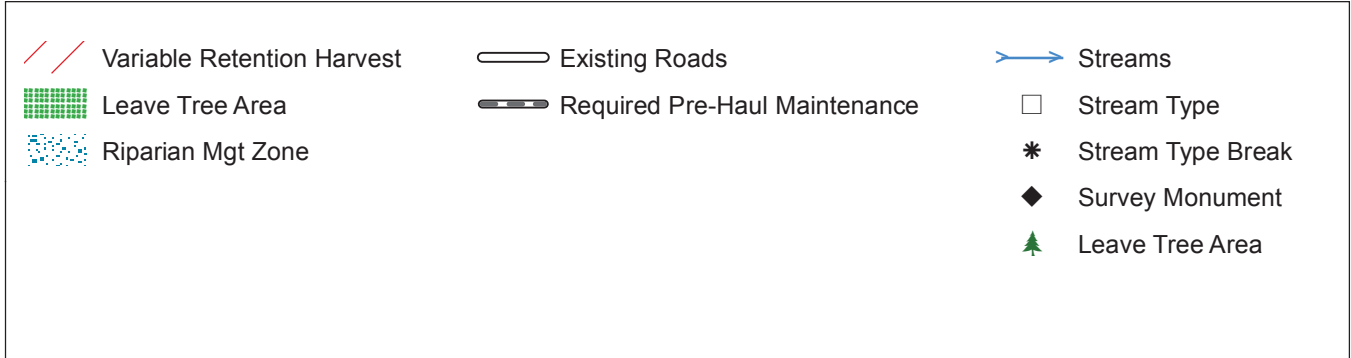 Variable Retention Harvest
Leave Tree Area
Riparian Mgt Zone
Existing Roads
Required Pre-Haul Maintenance
Streams
Stream Type
Stream Type Break
Survey Monument
Leave Tree Area